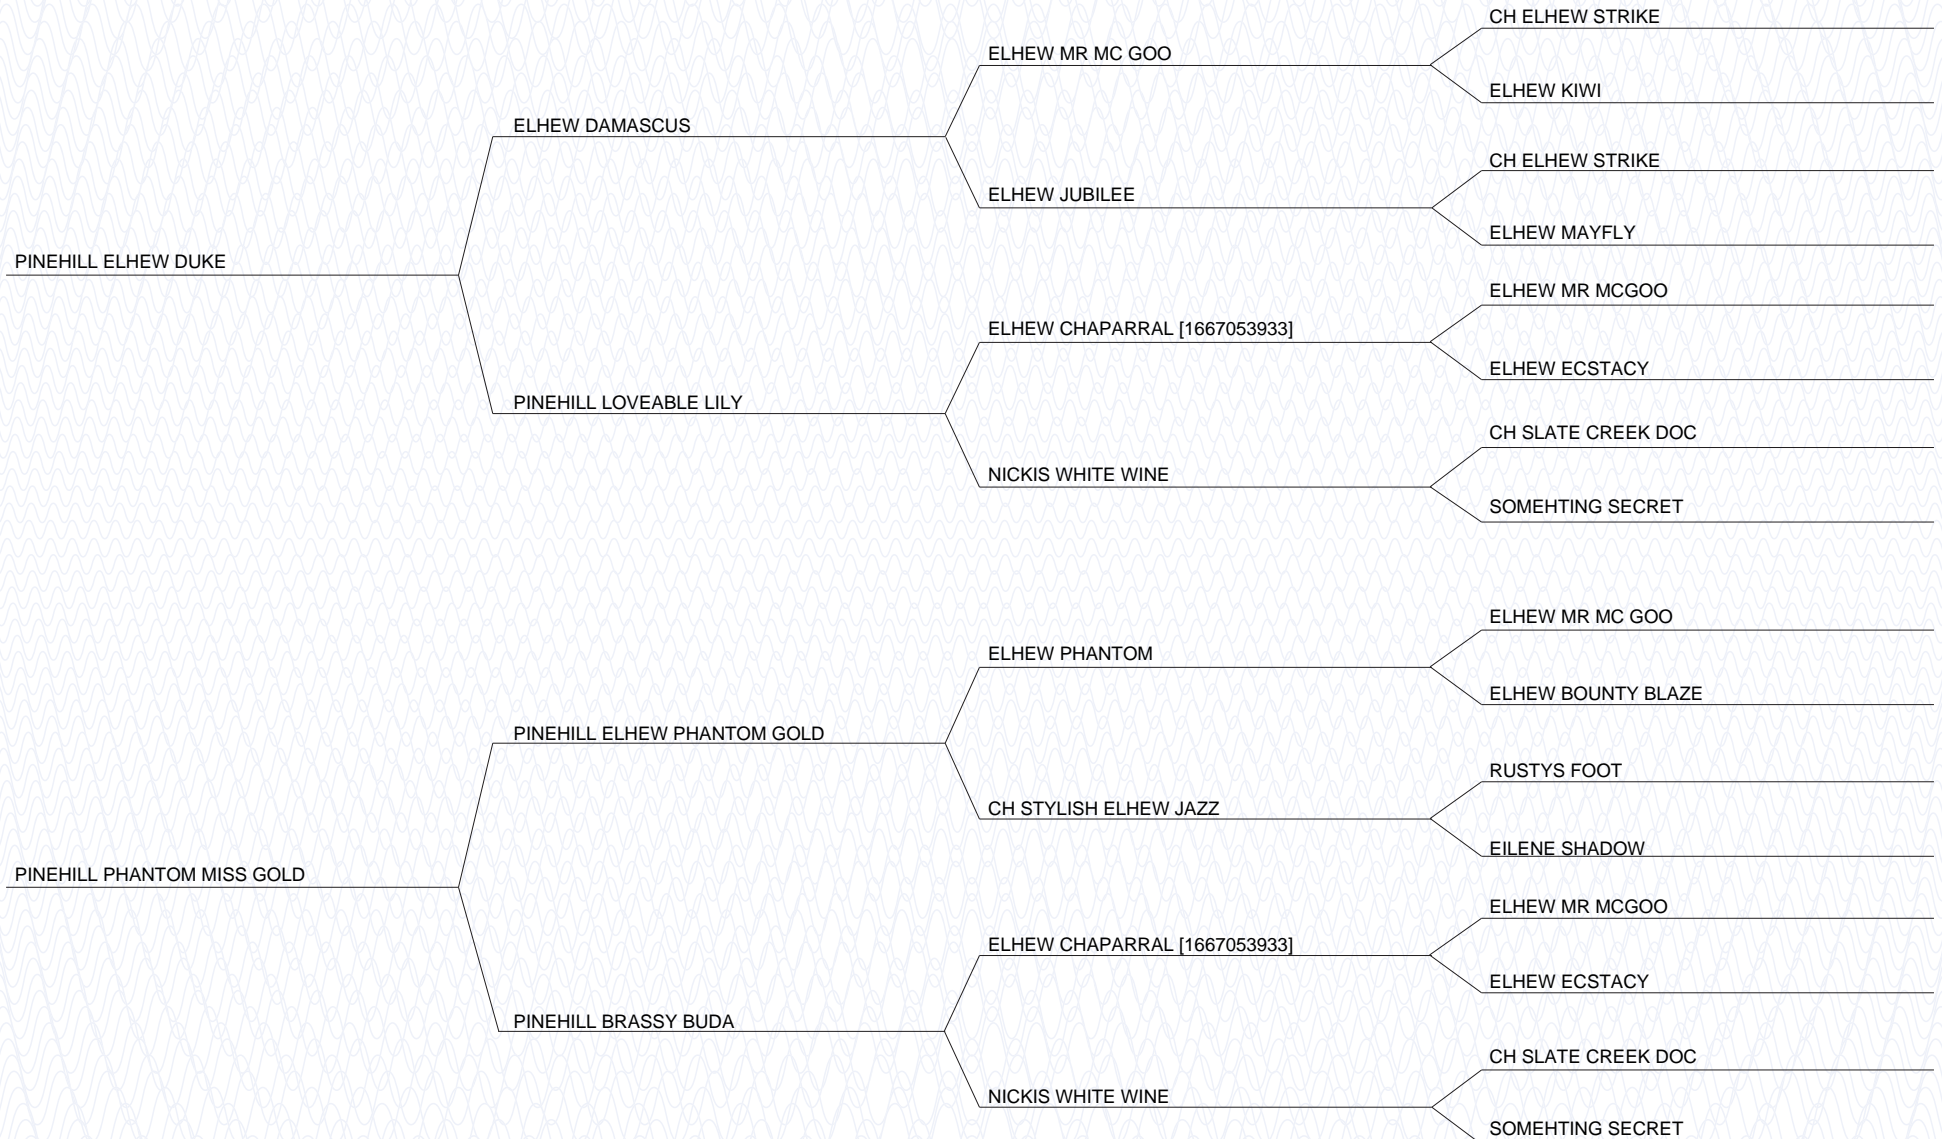 CH ELHEW STRIKE
ELHEW MR MC GOO
ELHEW KIWI
ELHEW DAMASCUS
CH ELHEW STRIKE
ELHEW JUBILEE
ELHEW MAYFLY
PINEHILL ELHEW DUKE
ELHEW MR MCGOO
ELHEW CHAPARRAL [1667053933]
ELHEW ECSTACY
PINEHILL LOVEABLE LILY
CH SLATE CREEK DOC
NICKIS WHITE WINE
SOMEHTING SECRET
ELHEW MR MC GOO
ELHEW PHANTOM
ELHEW BOUNTY BLAZE
PINEHILL ELHEW PHANTOM GOLD
RUSTYS FOOT
CH STYLISH ELHEW JAZZ
EILENE SHADOW
PINEHILL PHANTOM MISS GOLD
ELHEW MR MCGOO
ELHEW CHAPARRAL [1667053933]
ELHEW ECSTACY
PINEHILL BRASSY BUDA
CH SLATE CREEK DOC
NICKIS WHITE WINE
SOMEHTING SECRET